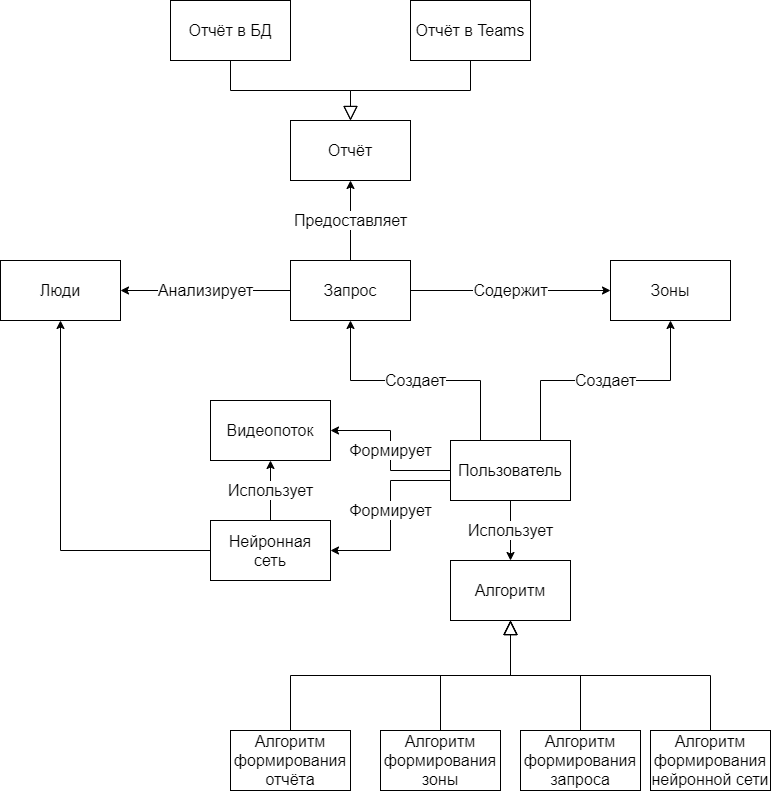 Отчёт в БД
Отчёт в Teams
Отчёт
Предоставляет
Люди
Анализирует
Запрос
Содержит
Зоны
Создает
Создает
Видеопоток
Формирует
Пользователь
Использует
Формирует
Нейронная
сеть
Использует
Алгоритм
Алгоритм
формирования
отчёта
Алгоритм
формирования
зоны
Алгоритм
формирования
запроса
Алгоритм
формирования
нейронной сети